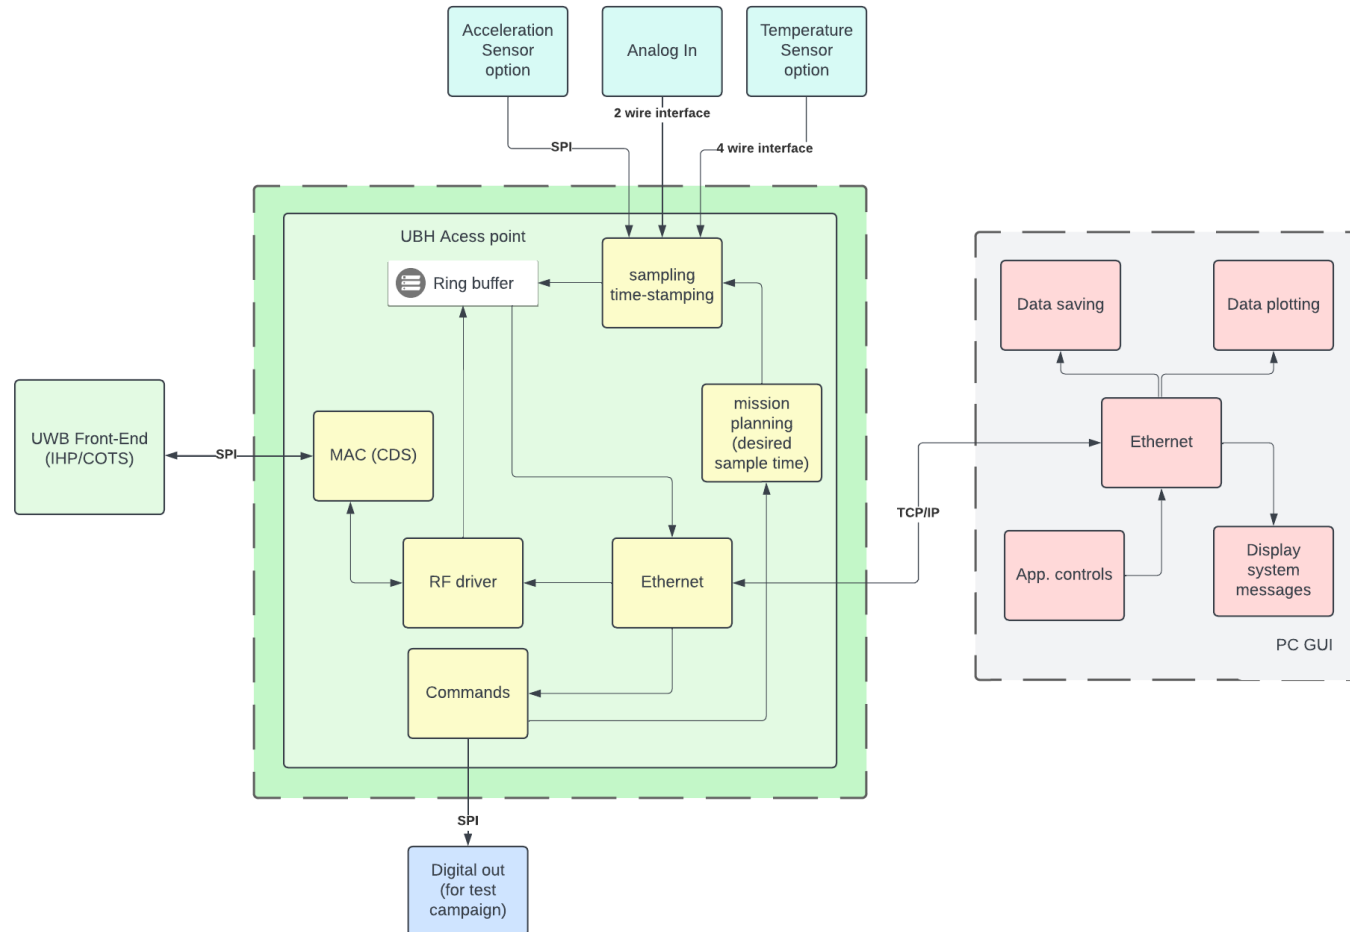 Acceleration
Sensor
option
Analog In
Temperature
Sensor
option
2 wire interface
SPI
4 wire interface
UBH Acess point
Ring buffer
sampling
time-stamping
mission
planning
(desired
sample time)
UWB Front-End
(IHP/COTS)
SPI
MAC (CDS)
RF driver
Ethernet
Commands
SPI
Digital out
(for test
campaign)
TCP/IP
Data saving
Data plotting
Ethernet
App. controls
Display
system
messages
PC GUI